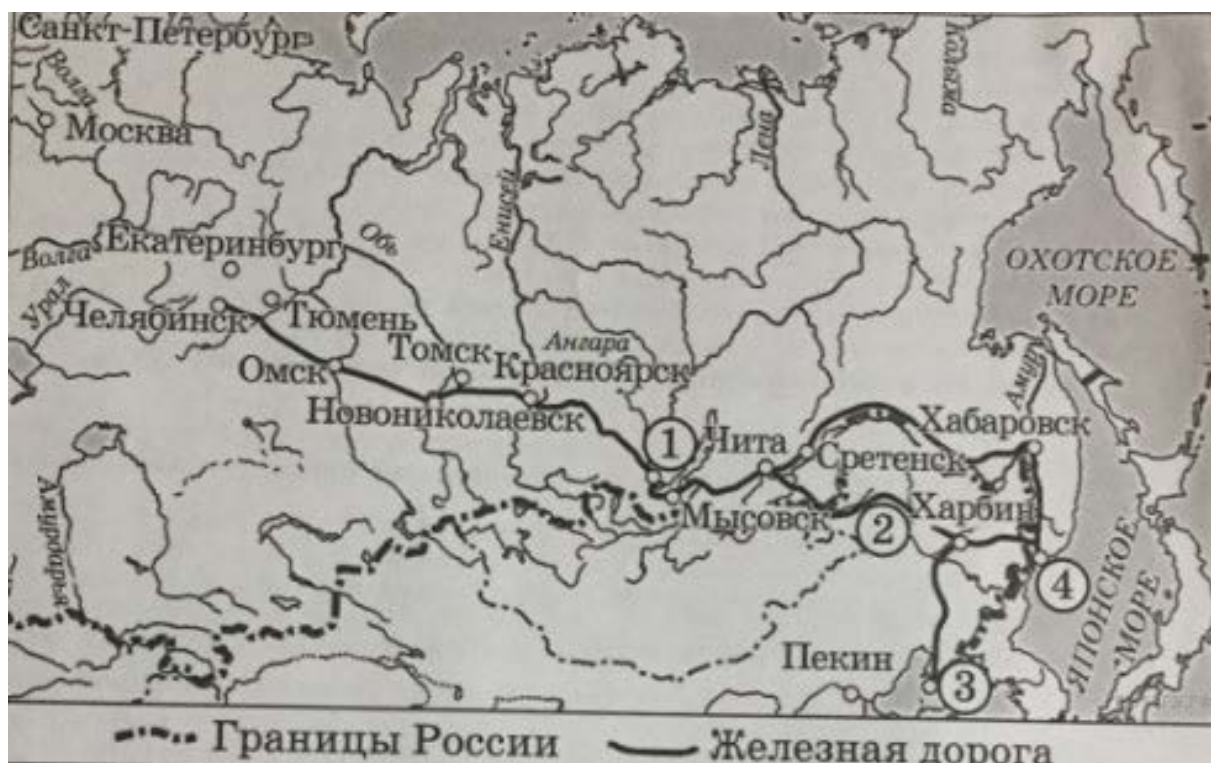 Санкт-Петербург
Волга
Москва
Колыма
Лена
Енисей
Обь
Волга
Екатеринбург
Урал
ОХОТСКОЕ
МОРЕ
Челябинск
Тюмень
Ангара
Томск
Красноярск
Омск
Новониколаевск
Амур
Хабаровск
1
Чита
Сретенск
Мысовск
2
Харбин
Амударья
4
ЯПОНСКОЕ
МОРЕ
Пекин
3
Границы России
Железная дорога